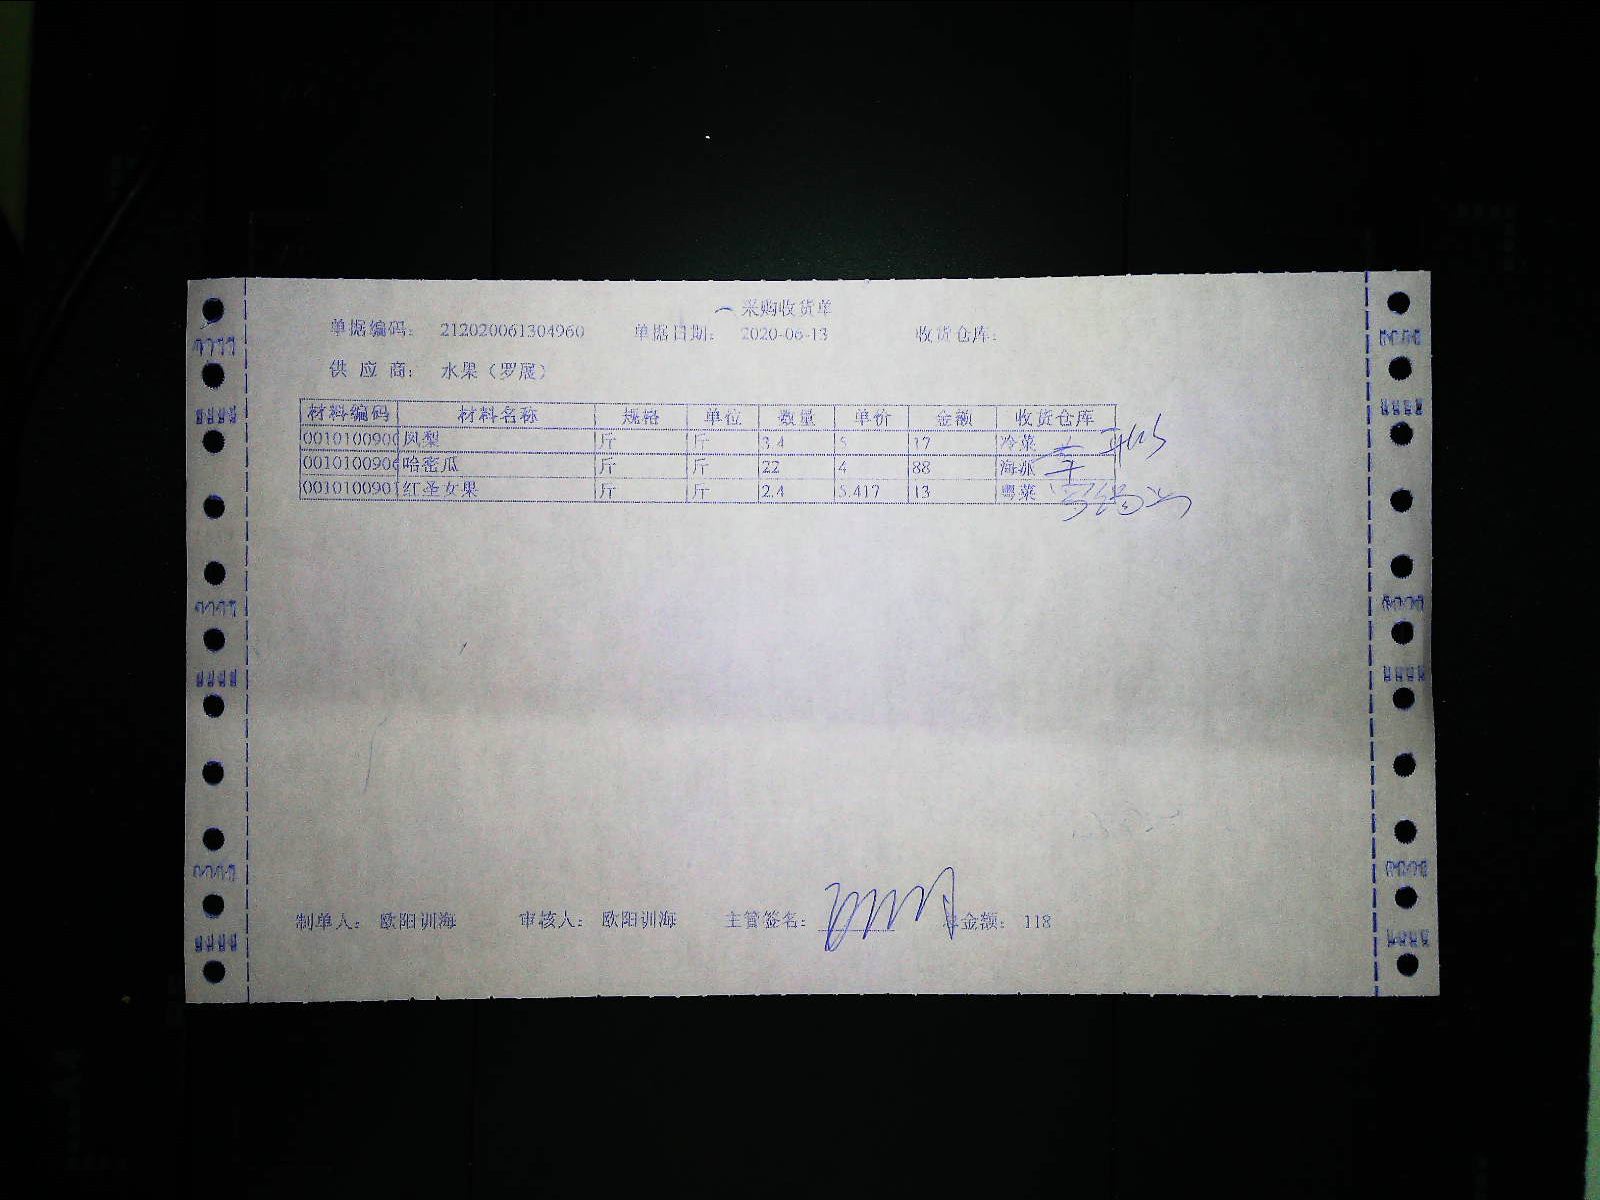 采购收货单
单据编码: 212020061304960 单据日期: 2020-06-13 收货仓库:
供 应 商: 水果(罗展)
材料编码 材料名称 规格 单位 数量 单价 金额 收货仓库
0010100900 凤梨 斤 斤 3.4 5 17 冷菜
0010100906 哈密瓜 斤 斤 22 4 88 海派
0010100901 红圣女果 斤 斤 2.4 5.417 13 粤菜
制单人: 欧阳训海 审核人: 欧阳训海 主管签名: 总金额: 118